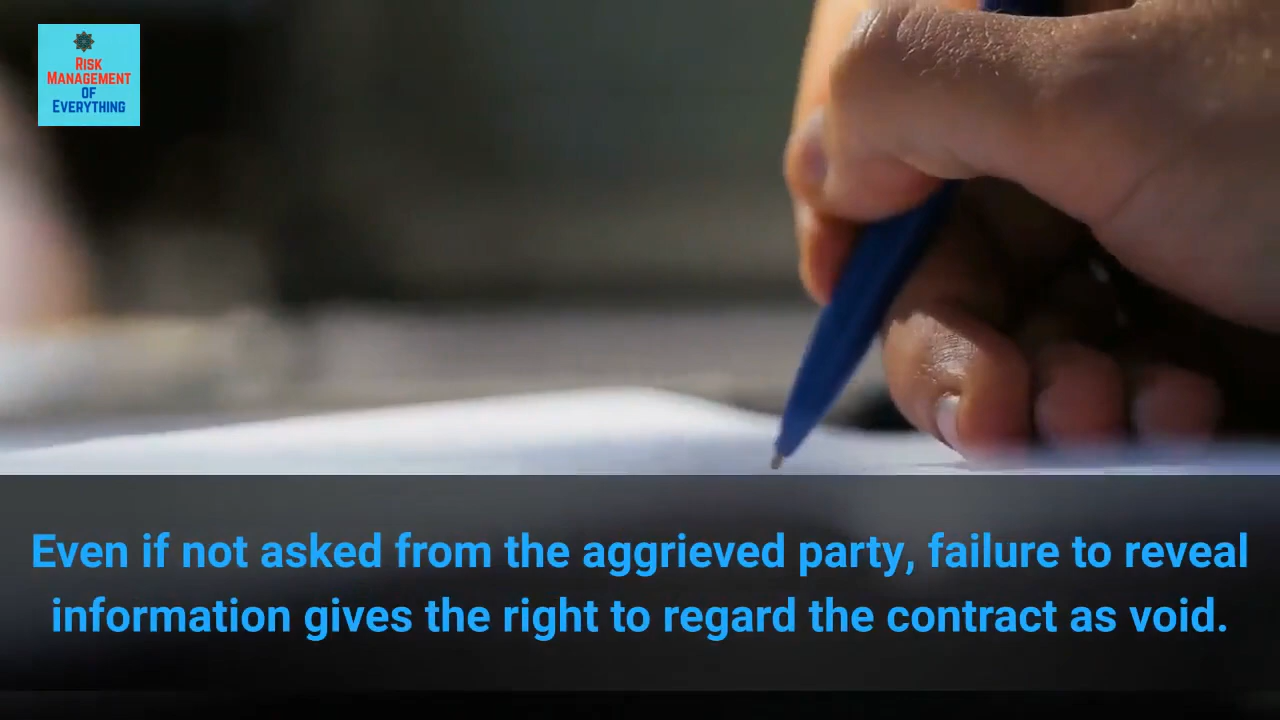 Risk
Management
of
Everything
Even if not asked from the aggrieved party, failure to reveal
information gives the right to regard the contract as void.